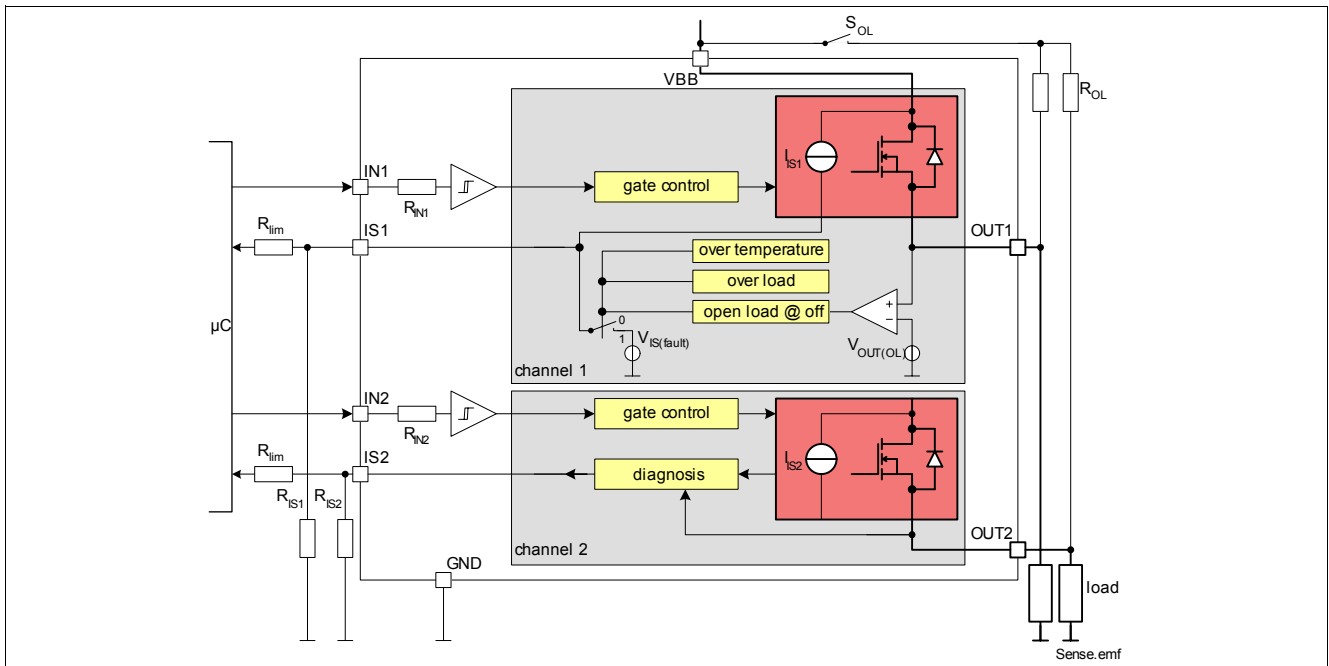 S_OL
VBB
R_OL
I_IS1
IN1
R_IN1
gate control
R_lim
IS1
OUT1
over temperature
over load
open load @ off
µC
0
1
V_IS(fault)
V_OUT(OL)
channel 1
IN2
R_IN2
gate control
R_lim
IS2
I_IS2
diagnosis
R_IS1
R_IS2
OUT2
channel 2
GND
load
Sense.emf
+
−